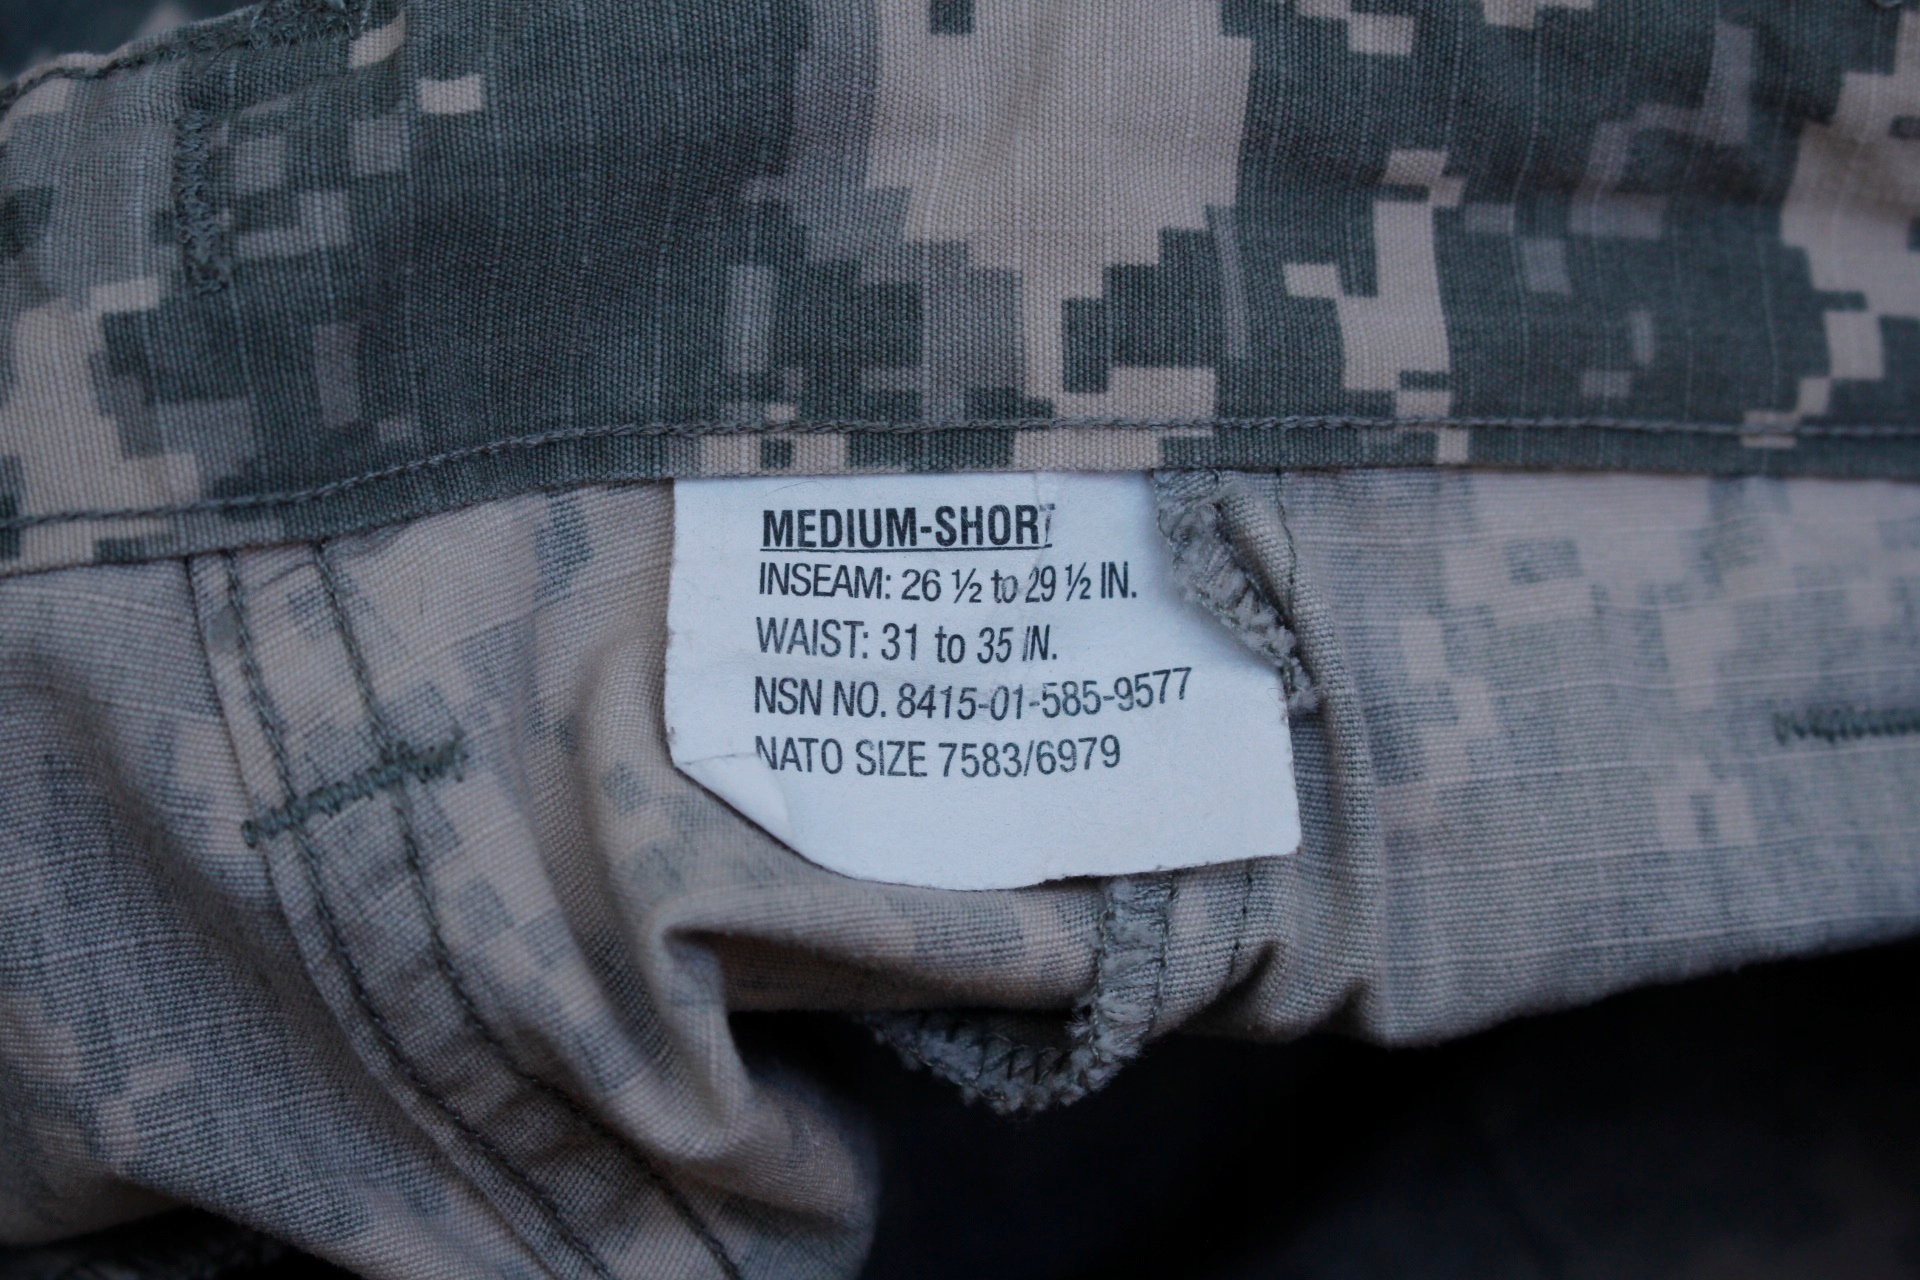 MEDIUM-SHORT
INSEAM: 26 ½ to 29 ½ IN.
WAIST: 31 to 35 IN.
NSN NO. 8415-01-585-9577
NATO SIZE 7583/6979